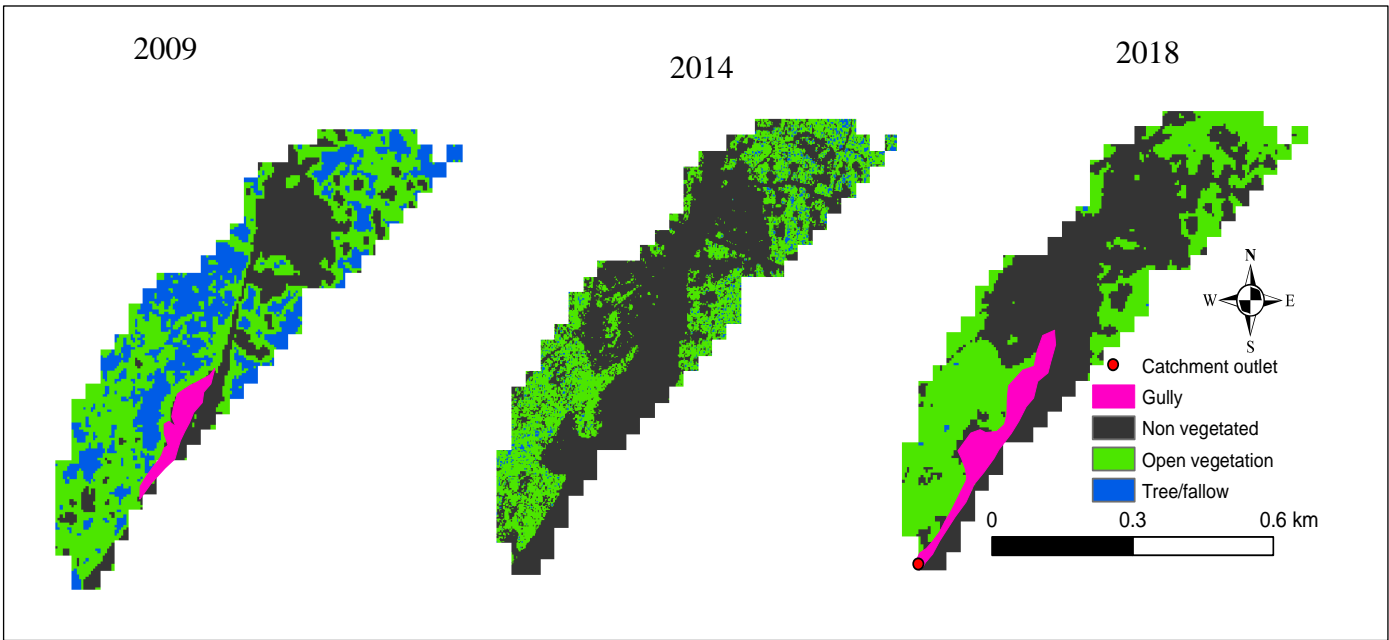 2009
2014
2018
N
W E
S
Catchment outlet
Gully
Non vegetated
Open vegetation
Tree/fallow
0 0.3 0.6 km